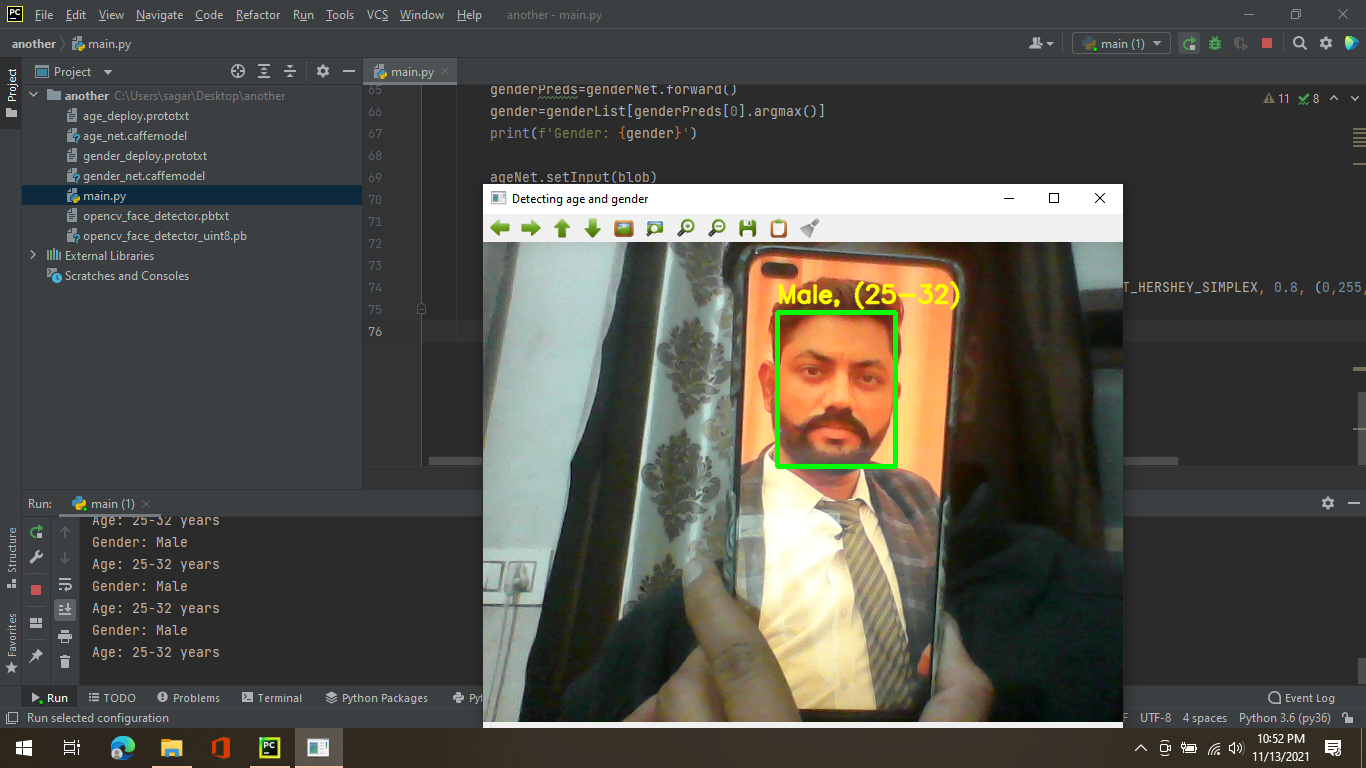 PC File Edit View Navigate Code Refactor Run Tools VCS Window Help another - main.py
another main.py main (1)
Project main.py
another C:\Users\sagar\Desktop\another
age_deploy.prototxt
age_net.caffemodel
gender_deploy.prototxt
gender_net.caffemodel
main.py
opencv_face_detector.pbtxt
opencv_face_detector_uint8.pb
External Libraries
Scratches and Consoles
Project
Structure
Favorites
11 8
65 genderPreds=genderNet.forward()
66 gender=genderList[genderPreds[0].argmax()]
67 print(f'Gender: {gender}')
68
69 ageNet.setInput(blob)
70
71
72
73
74 T_HERSHEY_SIMPLEX, 0.8, (0,255,
75
76
Detecting age and gender
Male, (25-32)
Run: main (1)
Age: 25-32 years
Gender: Male
Age: 25-32 years
Gender: Male
Age: 25-32 years
Gender: Male
Age: 25-32 years
Run TODO Problems Terminal Python Packages Event Log
Run selected configuration UTF-8 4 spaces Python 3.6 (py36)
PC
10:52 PM
11/13/2021